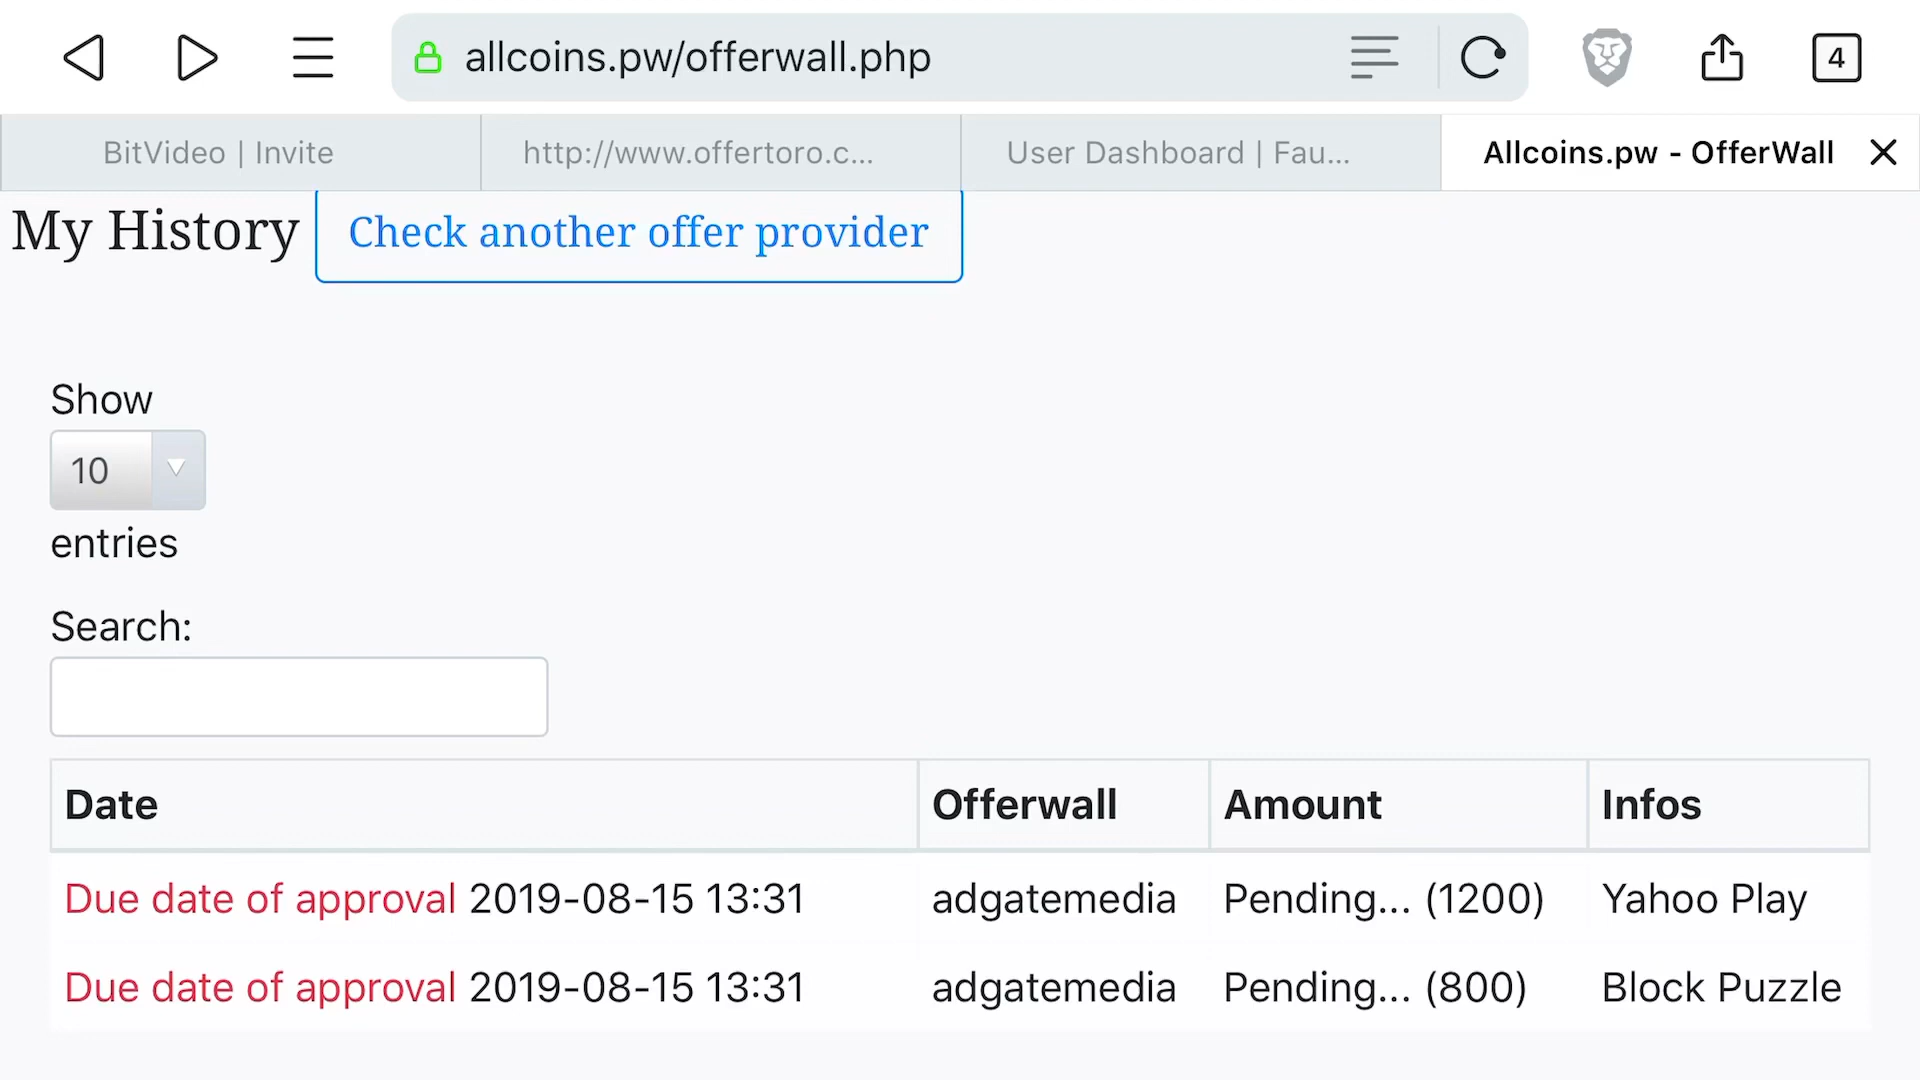 allcoins.pw/offerwall.php
4
BitVideo | Invite
http://www.offertoro.c...
User Dashboard | Fau...
Allcoins.pw - OfferWall
My History
Check another offer provider
Show
10
entries
Search:
Date Offerwall Amount Infos
Due date of approval 2019-08-15 13:31 adgatemedia Pending... (1200) Yahoo Play
Due date of approval 2019-08-15 13:31 adgatemedia Pending... (800) Block Puzzle